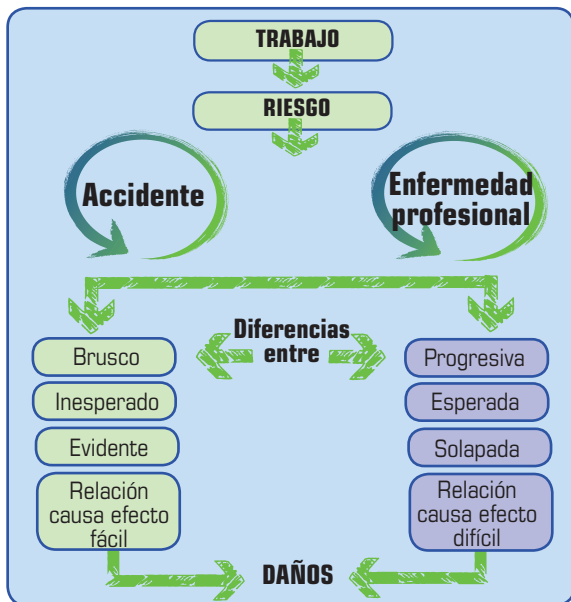 TRABAJO
RIESGO
Accidente
Enfermedad
profesional
Diferencias
entre
Brusco
Inesperado
Evidente
Relación
causa efecto
fácil
Progresiva
Esperada
Solapada
Relación
causa efecto
difícil
DAÑOS